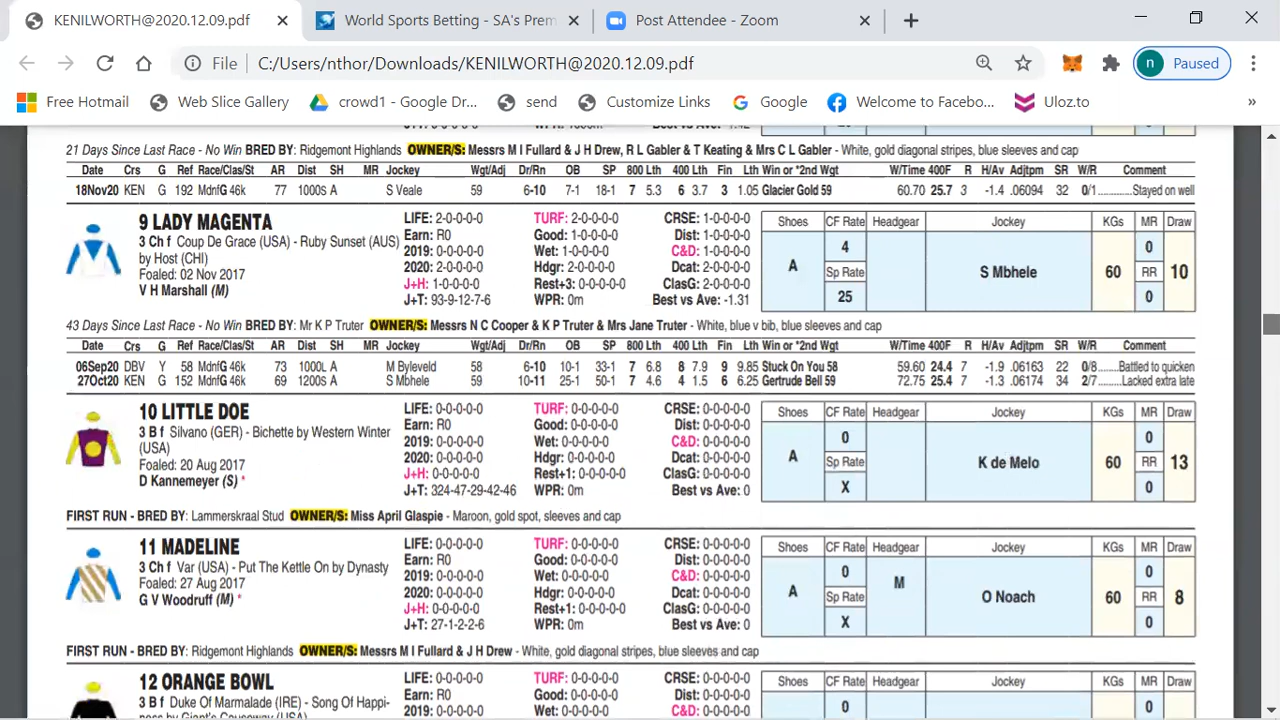 KENILWORTH@2020.12.09.pdf
World Sports Betting - SA's Prem
Post Attendee - Zoom
File
C:/Users/nthor/Downloads/KENILWORTH@2020.12.09.pdf
n Paused
Free Hotmail
Web Slice Gallery
crowd1 - Google Dr...
send
Customize Links
Google
Welcome to Facebo...
Uloz.to
»
21 Days Since Last Race - No Win BRED BY: Ridgemont Highlands OWNER/S: Messrs M I Fullard & J H Drew, R L Gabler & T Keating & Mrs C L Gabler - White, gold diagonal stripes, blue sleeves and cap
Date Crs G Ref Race/Clas/St AR Dist SH MR Jockey Wgt/Adj Dr/Rn OB SP 800 Lth 400 Lth Fin Lth Win or *2nd Wgt W/Time 400F R H/Av Adjtpm SR W/R Comment
18Nov20 KEN G 192 MdnfG 46k 77 1000S A S Veale 59 6-10 7-1 18-1 7 5.3 6 3.7 3 1.05 Glacier Gold 59 60.70 25.7 3 -1.4 .06094 32 0/1 ......Stayed on well
9 LADY MAGENTA
3 Ch f Coup De Grace (USA) - Ruby Sunset (AUS)
by Host (CHI)
Foaled: 02 Nov 2017
V H Marshall (M)
LIFE: 2-0-0-0-0 TURF: 2-0-0-0-0 CRSE: 1-0-0-0-0
Earn: R0 Good: 1-0-0-0-0 Dist: 1-0-0-0-0
2019: 0-0-0-0-0 Wet: 1-0-0-0-0 C&D: 1-0-0-0-0
2020: 2-0-0-0-0 Hdgr: 2-0-0-0-0 Dcat: 2-0-0-0-0
J+H: 1-0-0-0-0 Rest+3: 0-0-0-0-0 ClasG: 2-0-0-0-0
J+T: 93-9-12-7-6 WPR: 0m Best vs Ave: -1.31
Shoes CF Rate Headgear Jockey KGs MR Draw
4 0
A Sp Rate S Mbhele 60 RR 10
25 0
43 Days Since Last Race - No Win BRED BY: Mr K P Truter OWNER/S: Messrs N C Cooper & K P Truter & Mrs Jane Truter - White, blue v bib, blue sleeves and cap
Date Crs G Ref Race/Clas/St AR Dist SH MR Jockey Wgt/Adj Dr/Rn OB SP 800 Lth 400 Lth Fin Lth Win or *2nd Wgt W/Time 400F R H/Av Adjtpm SR W/R Comment
06Sep20 DBV Y 58 MdnfG 46k 73 1000L A M Byleveld 58 6-10 10-1 33-1 7 6.8 8 7.9 9 9.85 Stuck On You 58 59.60 24.4 7 -1.9 .06163 22 0/8 ..Battled to quicken
27Oct20 KEN G 152 MdnfG 46k 69 1200S A S Mbhele 59 10-11 25-1 50-1 7 4.6 4 1.5 6 6.25 Gertrude Bell 59 72.75 25.4 7 -1.3 .06174 34 2/7 ....Lacked extra late
10 LITTLE DOE
3 B f Silvano (GER) - Bichette by Western Winter
(USA)
Foaled: 20 Aug 2017
D Kannemeyer (S) *
LIFE: 0-0-0-0-0 TURF: 0-0-0-0-0 CRSE: 0-0-0-0-0
Earn: R0 Good: 0-0-0-0-0 Dist: 0-0-0-0-0
2019: 0-0-0-0-0 Wet: 0-0-0-0-0 C&D: 0-0-0-0-0
2020: 0-0-0-0-0 Hdgr: 0-0-0-0-0 Dcat: 0-0-0-0-0
J+H: 0-0-0-0-0 Rest+1: 0-0-0-0-0 ClasG: 0-0-0-0-0
J+T: 324-47-29-42-46 WPR: 0m Best vs Ave: 0
Shoes CF Rate Headgear Jockey KGs MR Draw
0 0
A Sp Rate K de Melo 60 RR 13
X 0
FIRST RUN - BRED BY: Lammerskraal Stud OWNER/S: Miss April Glaspie - Maroon, gold spot, sleeves and cap
11 MADELINE
3 Ch f Var (USA) - Put The Kettle On by Dynasty
Foaled: 27 Aug 2017
G V Woodruff (M) *
LIFE: 0-0-0-0-0 TURF: 0-0-0-0-0 CRSE: 0-0-0-0-0
Earn: R0 Good: 0-0-0-0-0 Dist: 0-0-0-0-0
2019: 0-0-0-0-0 Wet: 0-0-0-0-0 C&D: 0-0-0-0-0
2020: 0-0-0-0-0 Hdgr: 0-0-0-0-0 Dcat: 0-0-0-0-0
J+H: 0-0-0-0-0 Rest+1: 0-0-0-0-0 ClasG: 0-0-0-0-0
J+T: 27-1-2-2-6 WPR: 0m Best vs Ave: 0
Shoes CF Rate Headgear Jockey KGs MR Draw
0 M 0
A Sp Rate O Noach 60 RR 8
X 0
FIRST RUN - BRED BY: Ridgemont Highlands OWNER/S: Messrs M I Fullard & J H Drew - White, gold diagonal stripes, blue sleeves and cap
12 ORANGE BOWL
3 B f Duke Of Marmalade (IRE) - Song Of Happi-
LIFE: 0-0-0-0-0 TURF: 0-0-0-0-0 CRSE: 0-0-0-0-0
Earn: R0 Good: 0-0-0-0-0 Dist: 0-0-0-0-0
2019: 0-0-0-0-0 Wet: 0-0-0-0-0 C&D: 0-0-0-0-0
Shoes CF Rate Headgear Jockey KGs MR Draw
0 0